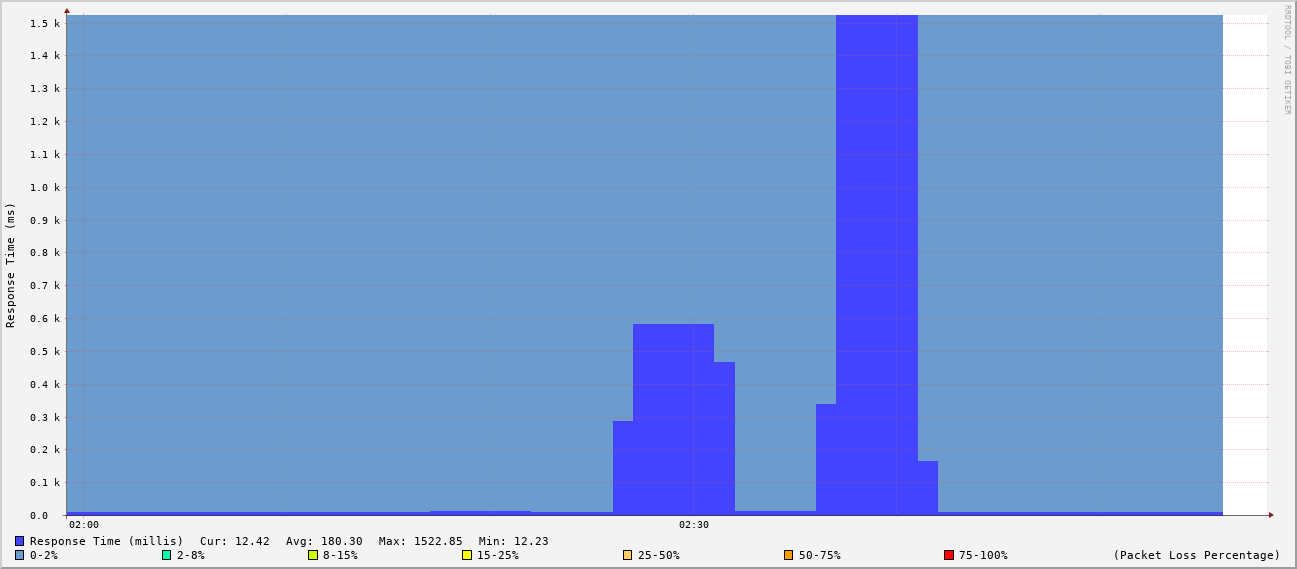 1.5 k
1.4 k
1.3 k
1.2 k
1.1 k
1.0 k
0.9 k
0.8 k
0.7 k
0.6 k
0.5 k
0.4 k
0.3 k
0.2 k
0.1 k
0.0
Response Time (ms)
RRDTOOL / TOBI OETIKER
02:00 02:30
Response Time (millis) Cur: 12.42 Avg: 180.30 Max: 1522.85 Min: 12.23
0-2% 2-8% 8-15% 15-25% 25-50% 50-75% 75-100% (Packet Loss Percentage)